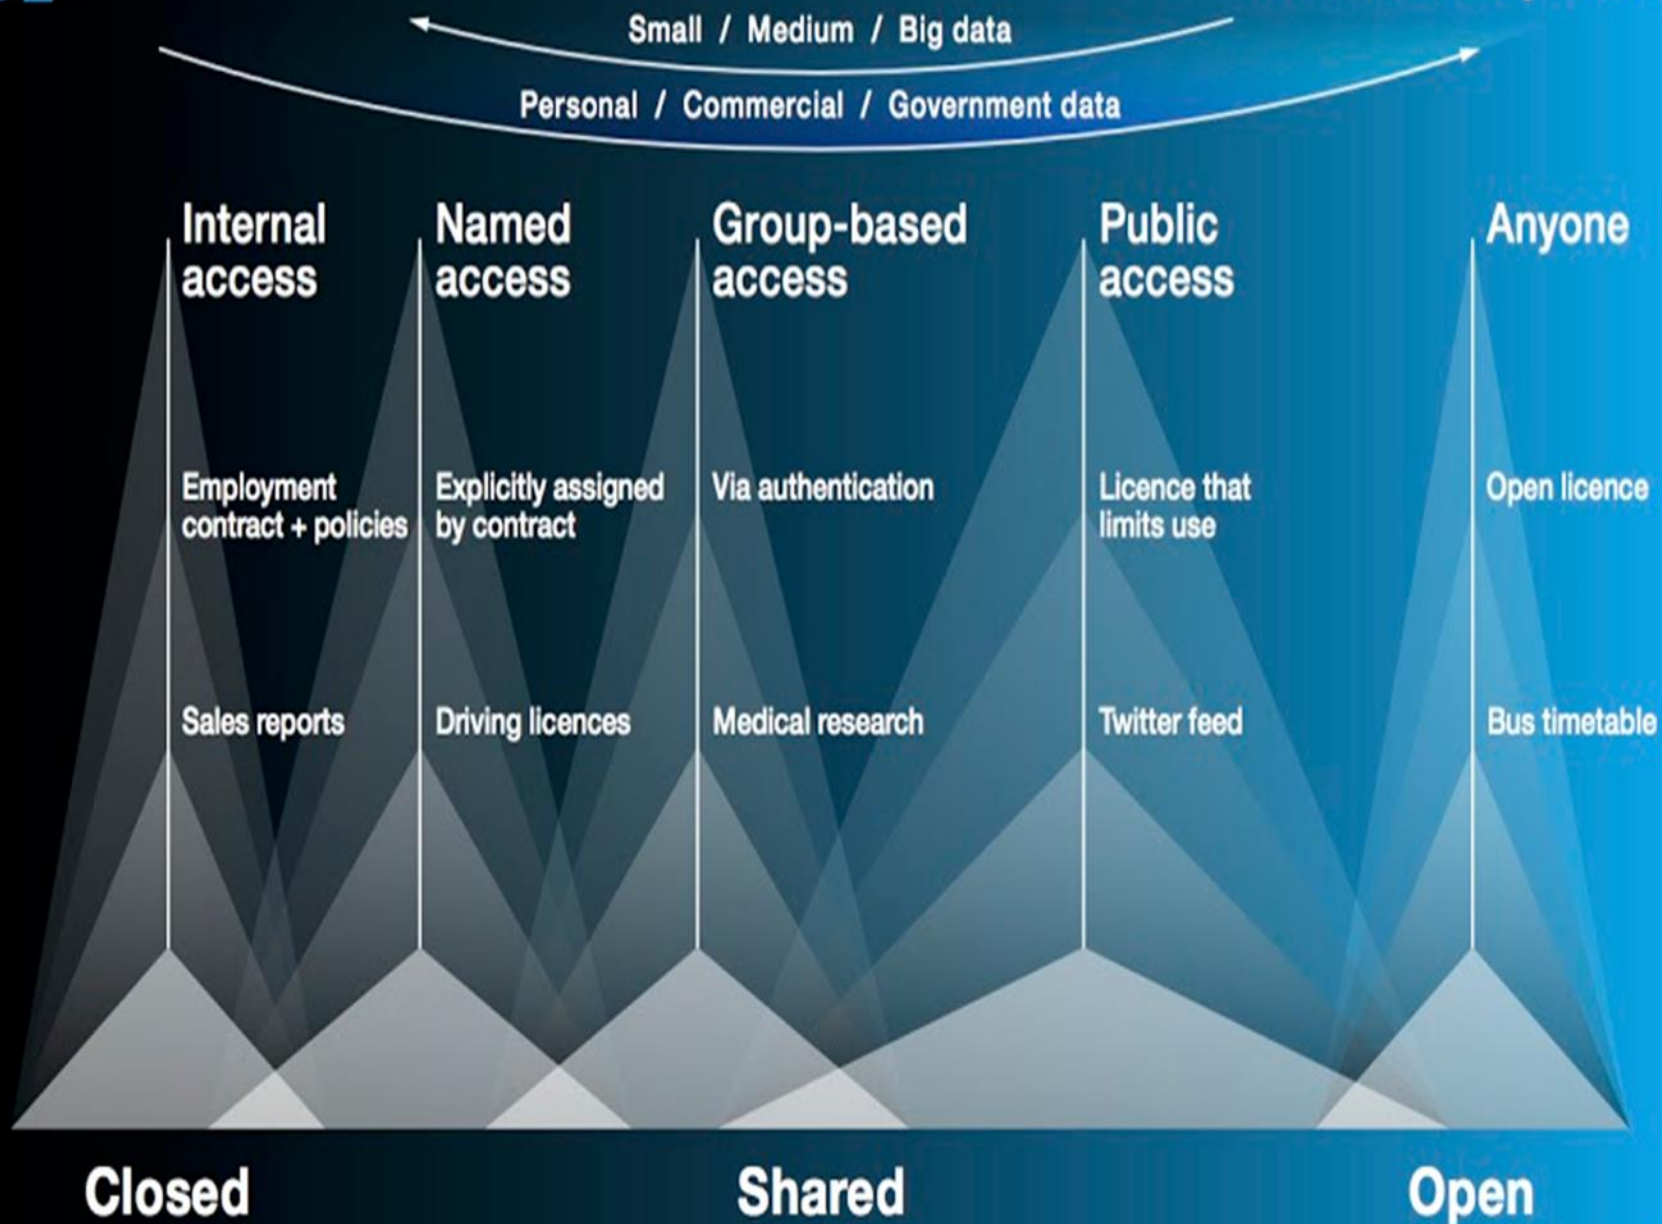 Small / Medium / Big data
Personal / Commercial / Government data
Internal
access
Named
access
Group-based
access
Public
access
Anyone
Employment
contract + policies
Explicitly assigned
by contract
Via authentication
Licence that
limits use
Open licence
Sales reports
Driving licences
Medical research
Twitter feed
Bus timetable
Closed
Shared
Open